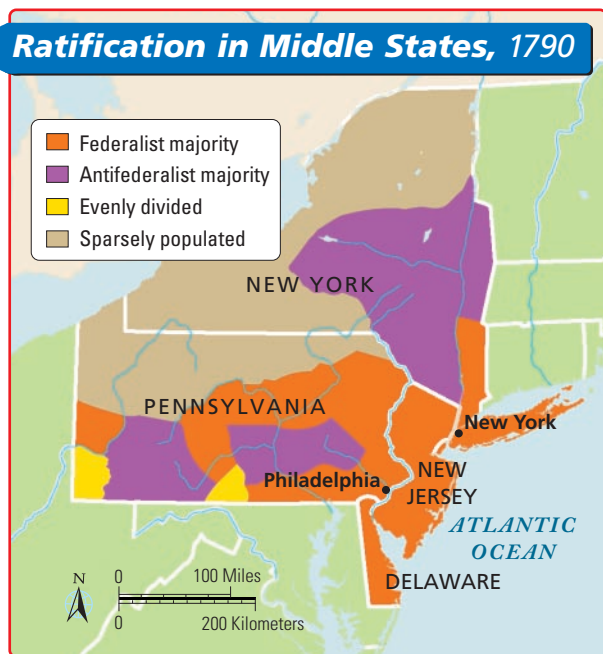 Ratification in Middle States, 1790
Federalist majority
Antifederalist majority
Evenly divided
Sparsely populated
NEW YORK
PENNSYLVANIA
New York
Philadelphia
NEW
JERSEY
ATLANTIC
OCEAN
DELAWARE
N
0 100 Miles
0 200 Kilometers